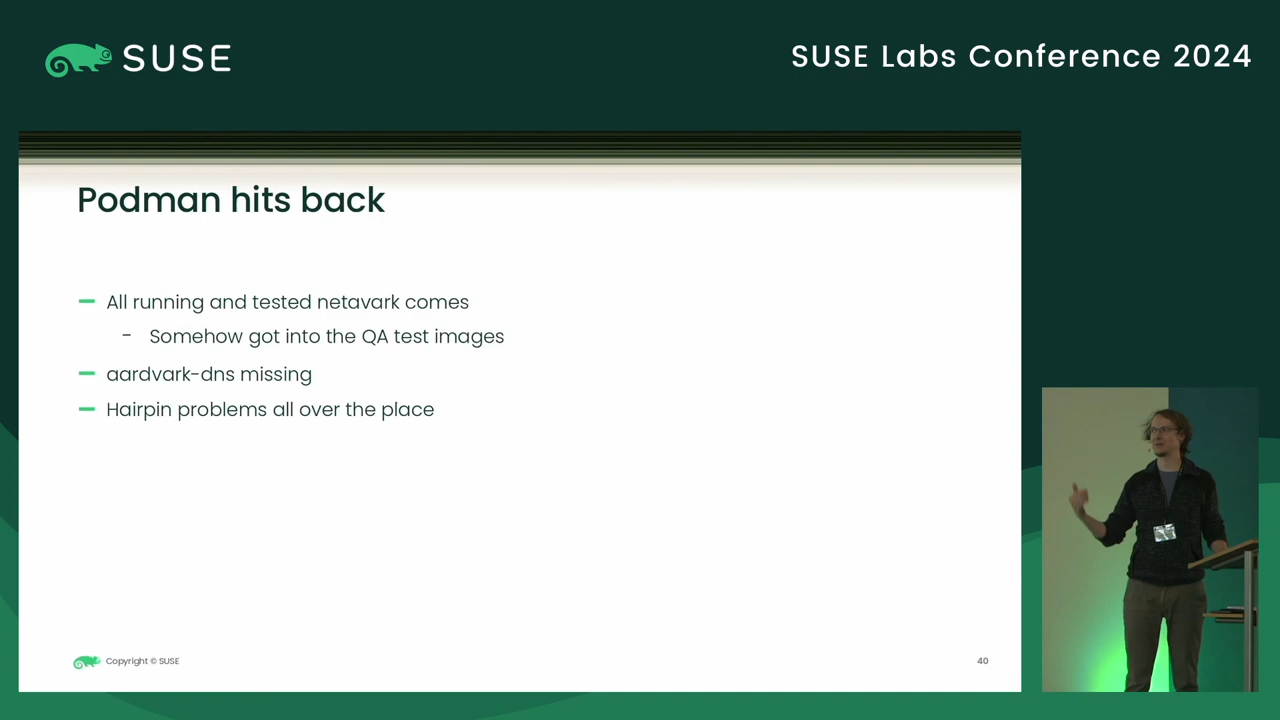 SUSE
SUSE Labs Conference 2024
Podman hits back
All running and tested netavark comes
- Somehow got into the QA test images
aardvark-dns missing
Hairpin problems all over the place
Copyright © SUSE
40